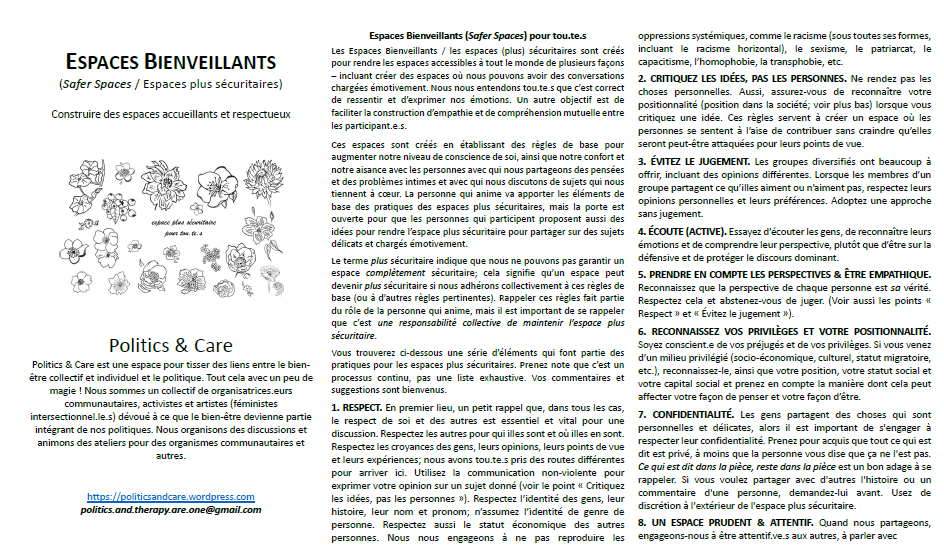 ESPACES BIENVEILLANTS
(Safer Spaces / Espaces plus sécuritaires)
Construire des espaces accueillants et respectueux
espace plus sécuritaire
pour tou.te.s
Politics & Care
Politics & Care est une espace pour tisser des liens entre le bien-
être collectif et individuel et le politique. Tout cela avec un peu de
magie ! Nous sommes un collectif de organisatrices.eurs
communautaires, activistes et artistes (féministes
intersectionnel.le.s) dévoué à ce que le bien-être devienne partie
intégrant de nos politiques. Nous organisons des discussions et
animons des ateliers pour des organismes communautaires et
autres.
https://politicsandcare.wordpress.com
politics.and.therapy.are.one@gmail.com
Espaces Bienveillants (Safer Spaces) pour tou.te.s
Les Espaces Bienveillants / les espaces (plus) sécuritaires sont créés
pour rendre les espaces accessibles à tout le monde de plusieurs façons
– incluant créer des espaces où nous pouvons avoir des conversations
chargées émotivement. Nous nous entendons tou.te.s que c'est correct
de ressentir et d'exprimer nos émotions. Un autre objectif est de
faciliter la construction d'empathie et de compréhension mutuelle entre
les participant.e.s.
Ces espaces sont créés en établissant des règles de base pour
augmenter notre niveau de conscience de soi, ainsi que notre confort et
notre aisance avec les personnes avec qui nous partageons des pensées
et des problèmes intimes et avec qui nous discutons de sujets qui nous
tiennent à cœur. La personne qui anime va apporter les éléments de
base des pratiques des espaces plus sécuritaires, mais la porte est
ouverte pour que les personnes qui participent proposent aussi des
idées pour rendre l'espace plus sécuritaire pour partager sur des sujets
délicats et chargés émotivement.
Le terme plus sécuritaire indique que nous ne pouvons pas garantir un
espace complètement sécuritaire; cela signifie qu'un espace peut
devenir plus sécuritaire si nous adhérons collectivement à ces règles de
base (ou à d'autres règles pertinentes). Rappeler ces règles fait partie
du rôle de la personne qui anime, mais il est important de se rappeler
que c'est une responsabilité collective de maintenir l'espace plus
sécuritaire.
Vous trouverez ci-dessous une série d'éléments qui font partie des
pratiques pour les espaces plus sécuritaires. Prenez note que c'est un
processus continu, pas une liste exhaustive. Vos commentaires et
suggestions sont bienvenus.
1. RESPECT. En premier lieu, un petit rappel que, dans tous les cas,
le respect de soi et des autres est essentiel et vital pour une
discussion. Respectez les autres pour qui illes sont et où illes en sont.
Respectez les croyances des gens, leurs opinions, leurs points de vue
et leurs expériences; nous avons tou.te.s pris des routes différentes
pour arriver ici. Utilisez la communication non-violente pour
exprimer votre opinion sur un sujet donné (voir le point « Critiquez
les idées, pas les personnes »). Respectez l'identité des gens, leur
histoire, leur nom et pronom; n'assumez l'identité de genre de
personne. Respectez aussi le statut économique des autres
personnes. Nous nous engageons à ne pas reproduire les
oppressions systémiques, comme le racisme (sous toutes ses formes,
incluant le racisme horizontal), le sexisme, le patriarcat, le
capacitisme, l'homophobie, la transphobie, etc.
2. CRITIQUEZ LES IDÉES, PAS LES PERSONNES. Ne rendez pas les
choses personnelles. Aussi, assurez-vous de reconnaître votre
positionnalité (position dans la société; voir plus bas) lorsque vous
critiquez une idée. Ces règles servent à créer un espace où les
personnes se sentent à l'aise de contribuer sans craindre qu'elles
seront peut-être attaquées pour leurs points de vue.
3. ÉVITEZ LE JUGEMENT. Les groupes diversifiés ont beaucoup à
offrir, incluant des opinions différentes. Lorsque les membres d'un
groupe partagent ce qu'illes aiment ou n'aiment pas, respectez leurs
opinions personnelles et leurs préférences. Adoptez une approche
sans jugement.
4. ÉCOUTE (ACTIVE). Essayez d'écouter les gens, de reconnaître leurs
émotions et de comprendre leur perspective, plutôt que d'être sur la
défensive et de protéger le discours dominant.
5. PRENDRE EN COMPTE LES PERSPECTIVES & ÊTRE EMPATHIQUE.
Reconnaissez que la perspective de chaque personne est sa vérité.
Respectez cela et abstenez-vous de juger. (Voir aussi les points «
Respect » et « Évitez le jugement »).
6. RECONNAISSEZ VOS PRIVILÈGES ET VOTRE POSITIONNALITÉ.
Soyez conscient.e de vos préjugés et de vos privilèges. Si vous venez
d'un milieu privilégié (socio-économique, culturel, statut migratoire,
etc.), reconnaissez-le, ainsi que votre position, votre statut social et
votre capital social et prenez en compte la manière dont cela peut
affecter votre façon de penser et votre façon d'être.
7. CONFIDENTIALITÉ. Les gens partagent des choses qui sont
personnelles et délicates, alors il est important de s'engager à
respecter leur confidentialité. Prenez pour acquis que tout ce qui est
dit est privé, à moins que la personne vous dise que ça ne l'est pas.
Ce qui est dit dans la pièce, reste dans la pièce est un bon adage à se
rappeler. Si vous voulez partager avec d'autres l'histoire ou un
commentaire d'une personne, demandez-lui avant. Usez de
discrétion à l'extérieur de l'espace plus sécuritaire.
8. UN ESPACE PRUDENT & ATTENTIF. Quand nous partageons,
engageons-nous à être attentif.ve.s aux autres, à parler avec